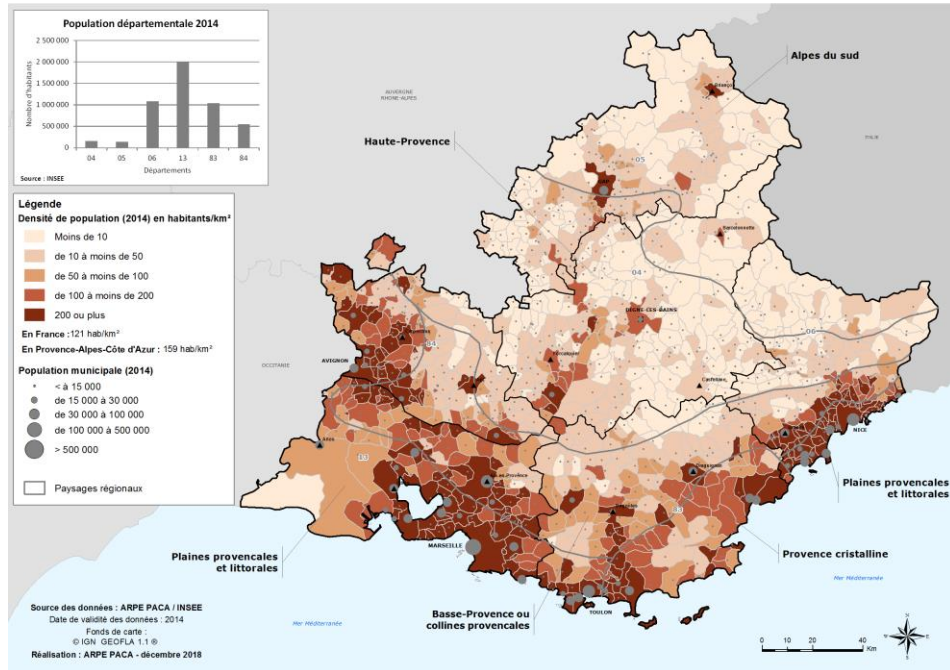 Population départementale 2014
Nombre d'habitants
2 500 000
2 000 000
1 500 000
1 000 000
500 000
0
04 05 06 13 83 84
Départements
Source : INSEE
Légende
Densité de population (2014) en habitants/km²
Moins de 10
de 10 à moins de 50
de 50 à moins de 100
de 100 à moins de 200
200 ou plus
En France : 121 hab/km²
En Provence-Alpes-Côte d'Azur : 159 hab/km²
Population municipale (2014)
< à 15 000
de 15 000 à 30 000
de 30 000 à 100 000
de 100 000 à 500 000
> 500 000
Paysages régionaux
Alpes du sud
AUVERGNE
RHONE-ALPES
Haute-Provence
05
04
DIGNE-LES-BAINS
06
84
AVIGNON
OCCITANIE
Castellane
NICE
13
83
Plaines provencales
et littorales
Plaines provencales
et littorales
MARSEILLE
Provence cristalline
TOULON
Basse-Provence ou
collines provencales
Mer Méditerranée
Mer Méditerranée
Source des données : ARPE PACA / INSEE
Date de validité des données : 2014
Fonds de carte :
© IGN GEOFLA 1.1 ®
Réalisation : ARPE PACA - décembre 2018
N
S
0 20 40
Km